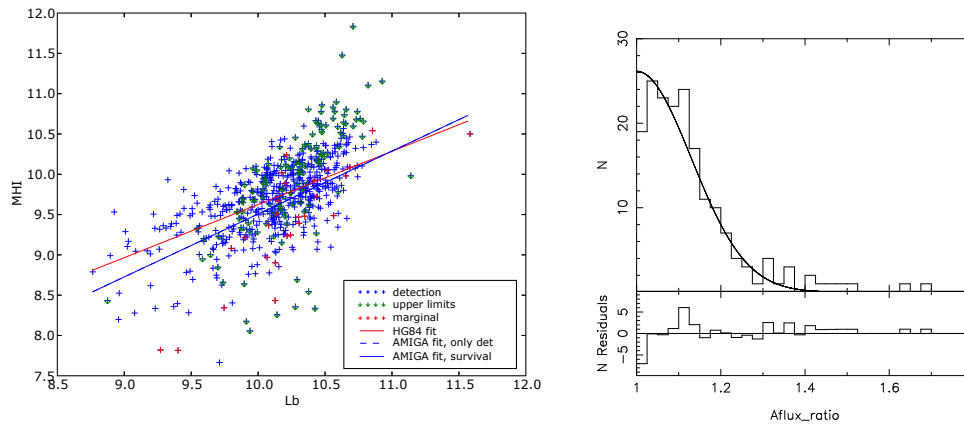 12.0
11.5
11.0
10.5
10.0
9.5
9.0
8.5
8.0
7.5
MHI
8.5 9.0 9.5 10.0 10.5 11.0 11.5 12.0
Lb
detection
upper limits
marginal
HG84 fit
AMIGA fit, only det
AMIGA fit, survival
30
20
10
N
5
0
−5
N Residuals
1 1.2 1.4 1.6
Aflux_ratio